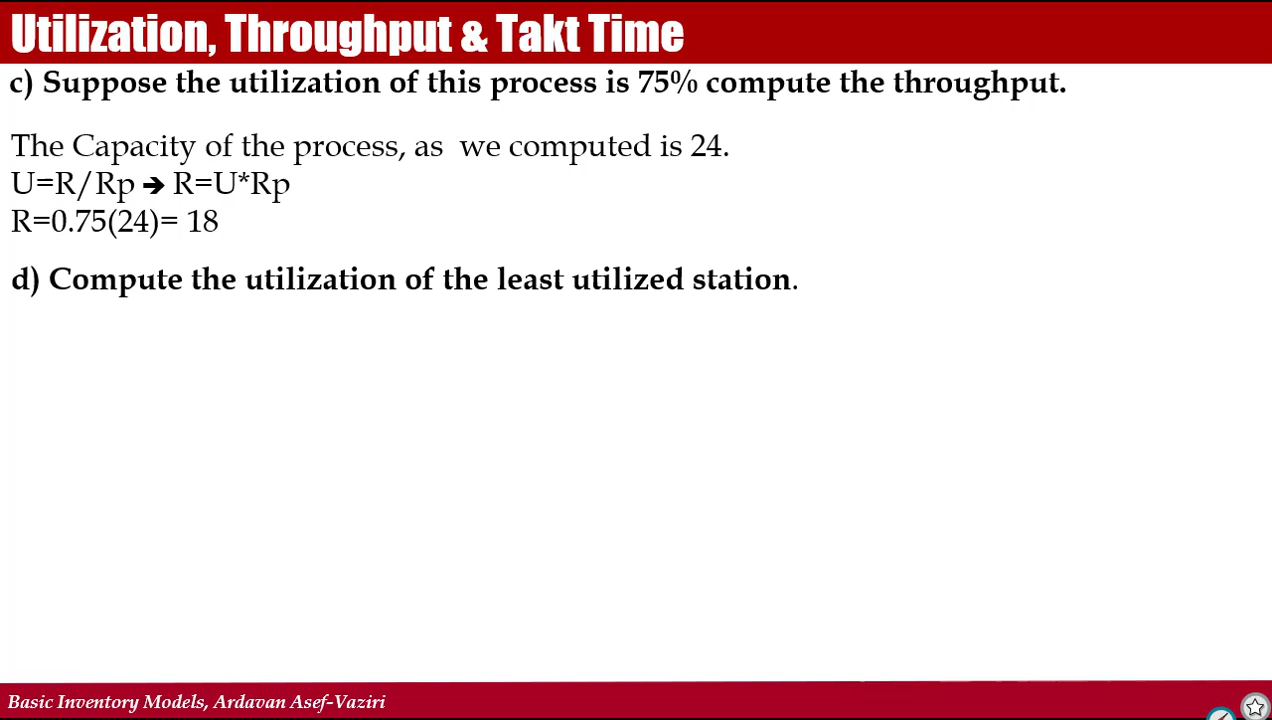 Utilization, Throughput & Takt Time
c) Suppose the utilization of this process is 75% compute the throughput.
The Capacity of the process, as we computed is 24.
U=R/Rp ➔ R=U*Rp
R=0.75(24)= 18
d) Compute the utilization of the least utilized station.
Basic Inventory Models, Ardavan Asef-Vaziri